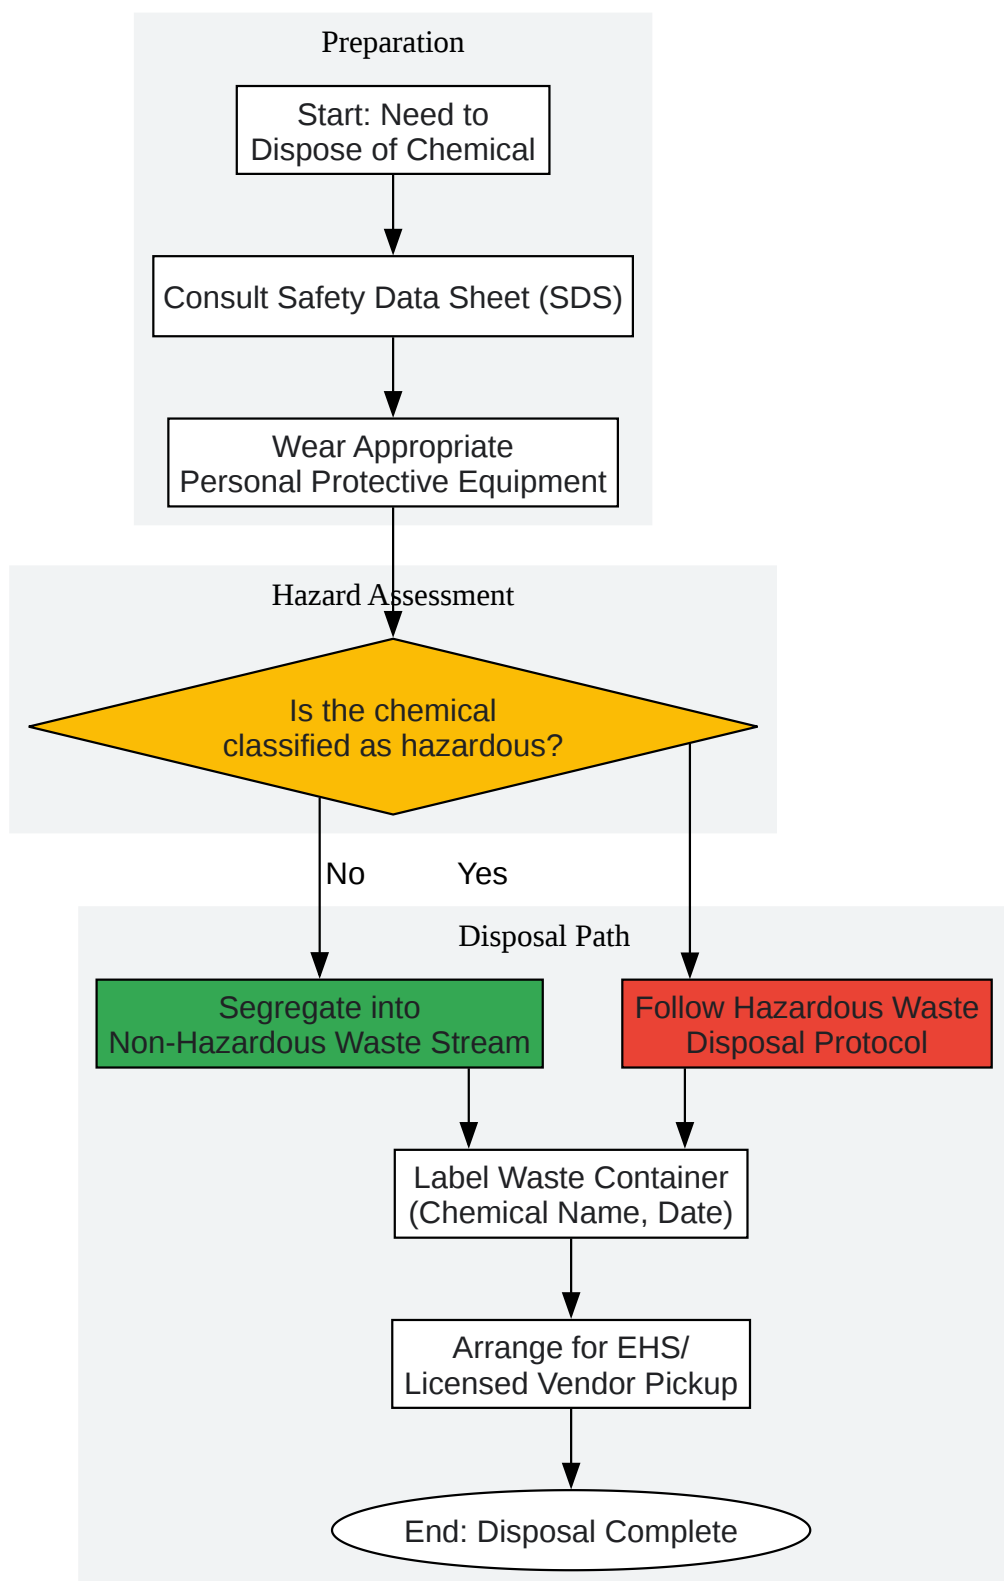 Preparation
Start: Need to
Dispose of Chemical
Consult Safety Data Sheet (SDS)
Wear Appropriate
Personal Protective Equipment
Hazard Assessment
Is the chemical
classified as hazardous?
No
Yes
Disposal Path
Segregate into
Non-Hazardous Waste Stream
Follow Hazardous Waste
Disposal Protocol
Label Waste Container
(Chemical Name, Date)
Arrange for EHS/
Licensed Vendor Pickup
End: Disposal Complete